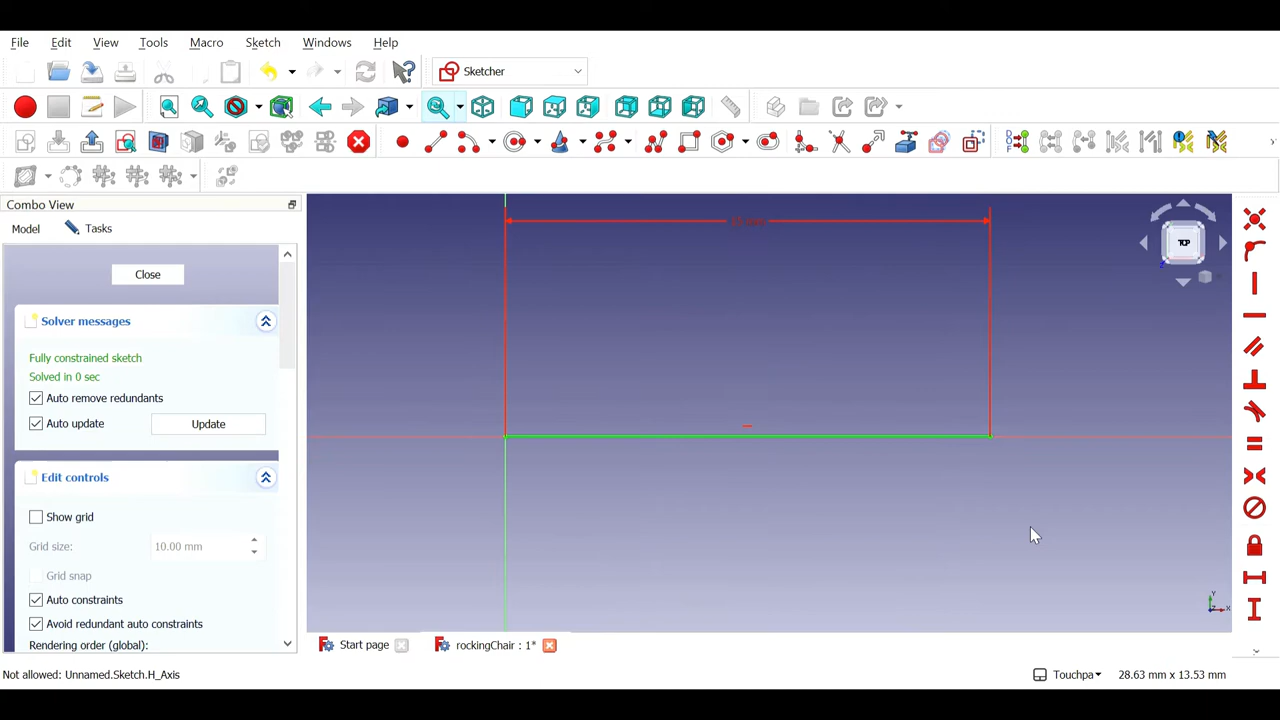 File Edit View Tools Macro Sketch Windows Help
Sketcher
Combo View
Model Tasks
TOP
Close
Solver messages
Fully constrained sketch
Solved in 0 sec
Auto remove redundants
Auto update Update
Edit controls
Show grid
Grid size: 10.00 mm
Grid snap
Auto constraints
Avoid redundant auto constraints
Rendering order (global):
Start page rockingChair : 1*
Not allowed: Unnamed.Sketch.H_Axis Touchpa 28.63 mm x 13.53 mm